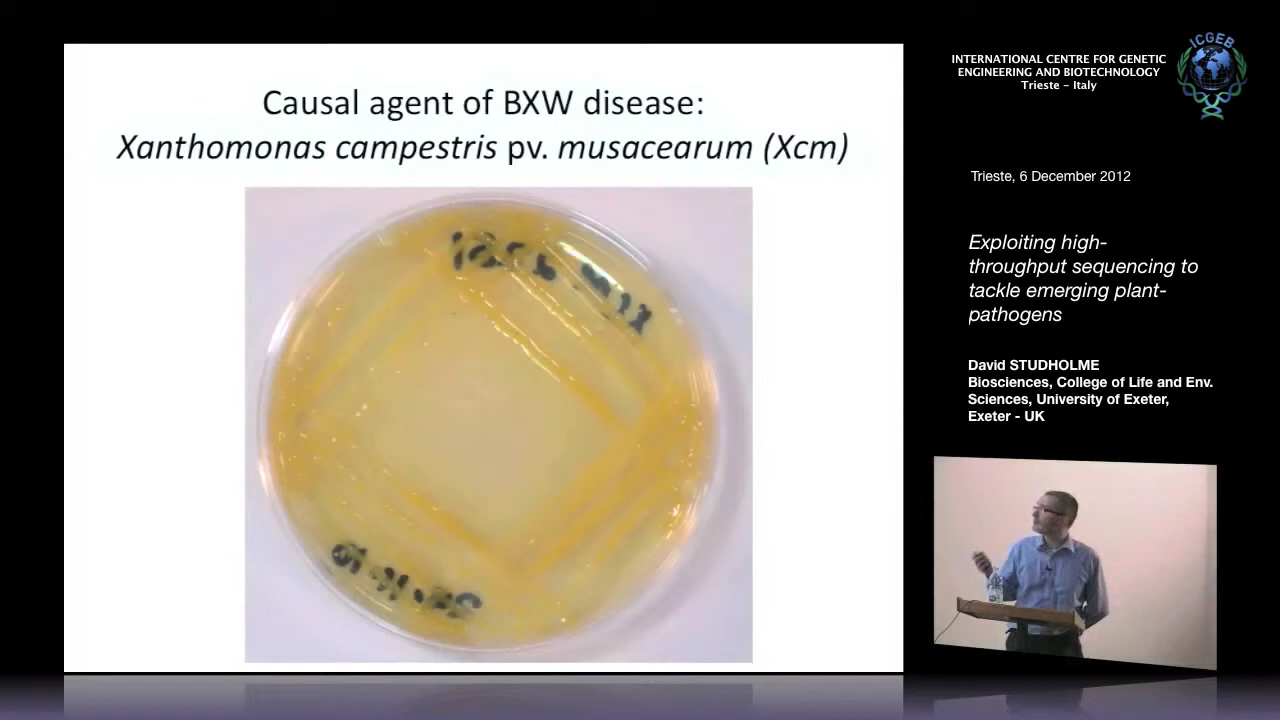 Causal agent of BXW disease:
Xanthomonas campestris pv. musacearum (Xcm)
INTERNATIONAL CENTRE FOR GENETIC
ENGINEERING AND BIOTECHNOLOGY
Trieste – Italy
ICGEB
Trieste, 6 December 2012
Exploiting high-
throughput sequencing to
tackle emerging plant-
pathogens
David STUDHOLME
Biosciences, College of Life and Env.
Sciences, University of Exeter,
Exeter - UK